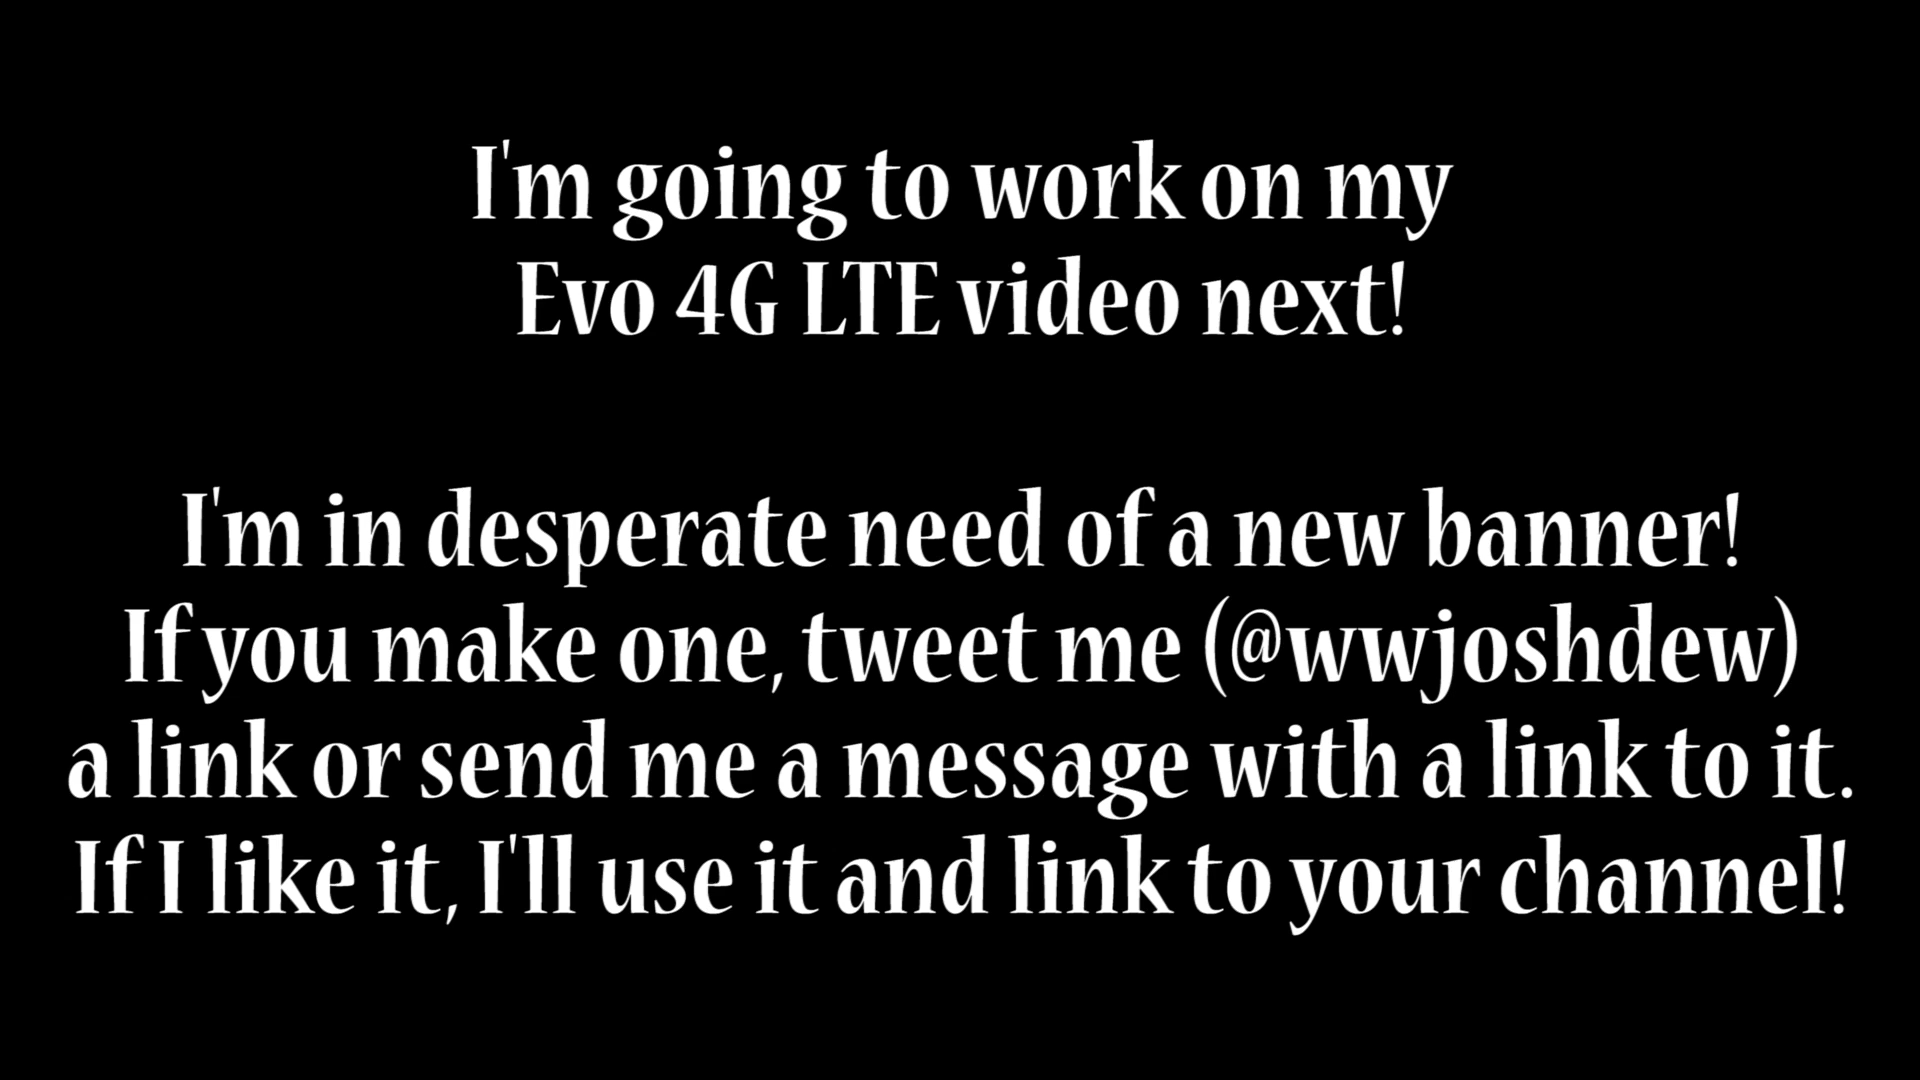 I'm going to work on my
Evo 4G LTE video next!
I'm in desperate need of a new banner!
If you make one, tweet me (@wwjoshdew)
a link or send me a message with a link to it.
If I like it, I'll use it and link to your channel!